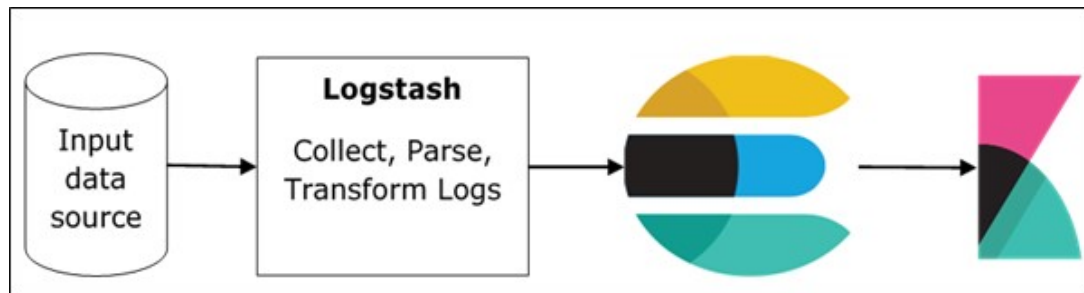 Input
data
source
Logstash
Collect, Parse,
Transform Logs